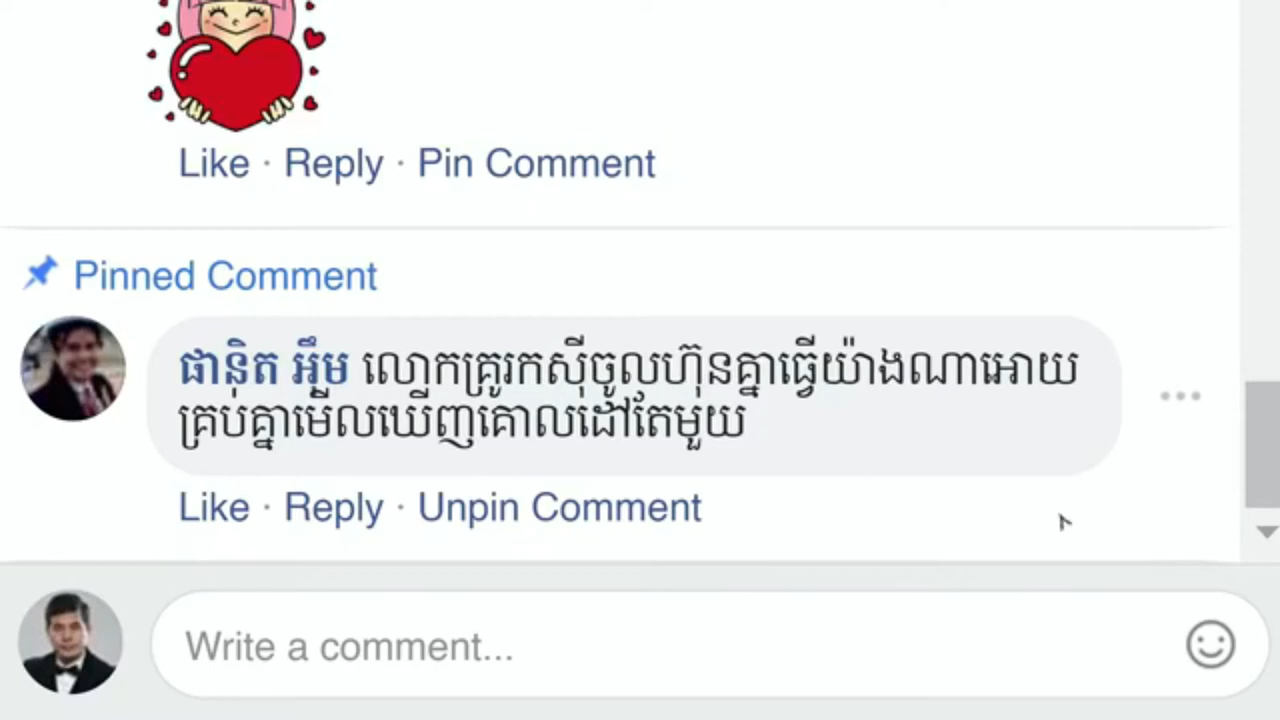 Like · Reply · Pin Comment
Pinned Comment
ផានិត អឹម លោកគ្រូរកស៊ីចូលហ៊ុនគ្នាធ្វើយ៉ាងណាអោយ
គ្រប់គ្នាមើលឃើញគោលដៅតែមួយ
Like · Reply · Unpin Comment
Write a comment...